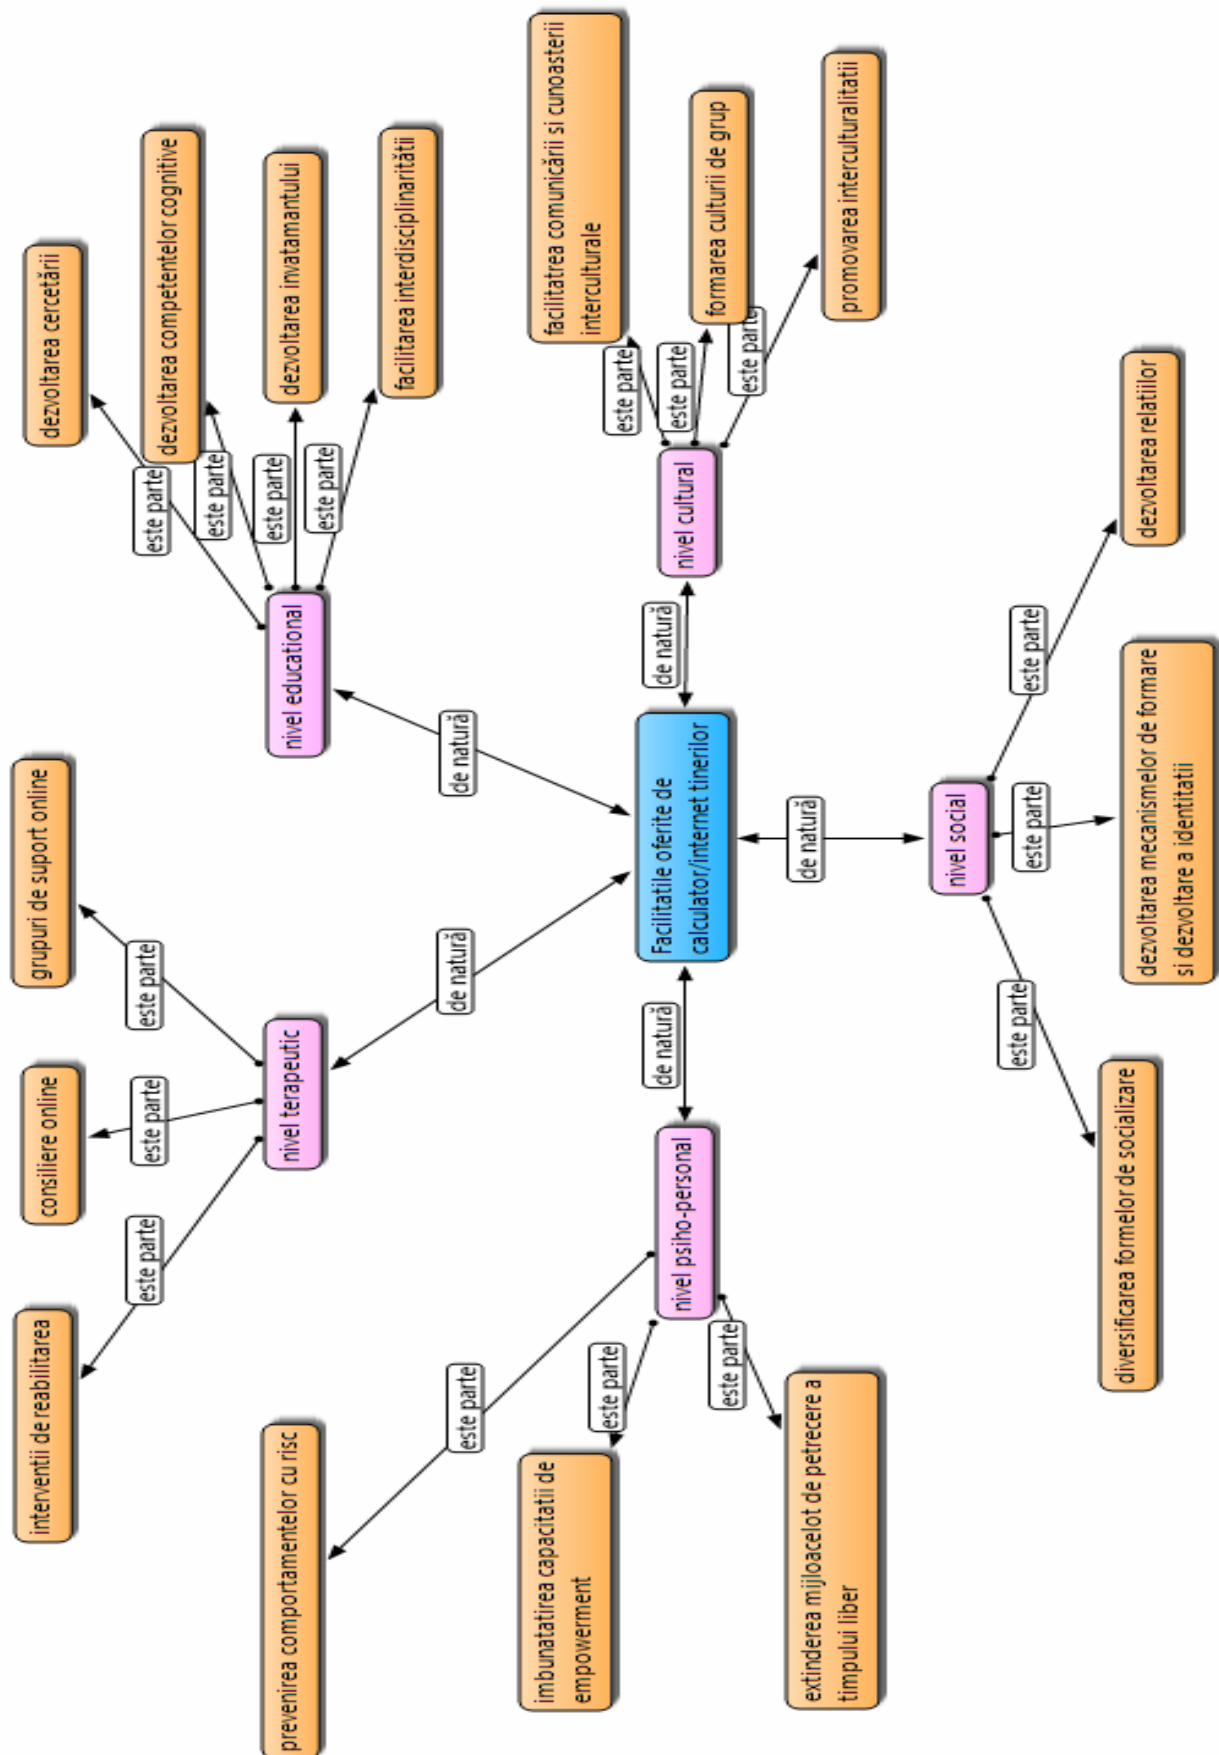 interventii de reabilitarea
consiliere online
grupuri de suport online
dezvoltarea cercetării
este parte
este parte
este parte
este parte
dezvoltarea competentelor cognitive
este parte
prevenirea comportamentelor cu risc
nivel terapeutic
nivel educational
este parte
dezvoltarea invatamantului
este parte
facilitarea interdisciplinarității
este parte
de natură
de natură
imbunatatirea capacitatii de
empowerment
este parte
facilitatrea comunicării si cunoasterii
interculturale
este parte
nivel psiho-personal
de natură
Facilitatile oferite de
calculator/internet tinerilor
de natură
nivel cultural
este parte
formarea culturii de grup
este parte
este parte
extinderea mijloacelot de petrecere a
timpului liber
de natură
promovarea interculturalitatii
nivel social
este parte
este parte
este parte
diversificarea formelor de socializare
dezvoltarea mecanismelor de formare
si dezvoltare a identitatii
dezvoltarea relatiilor